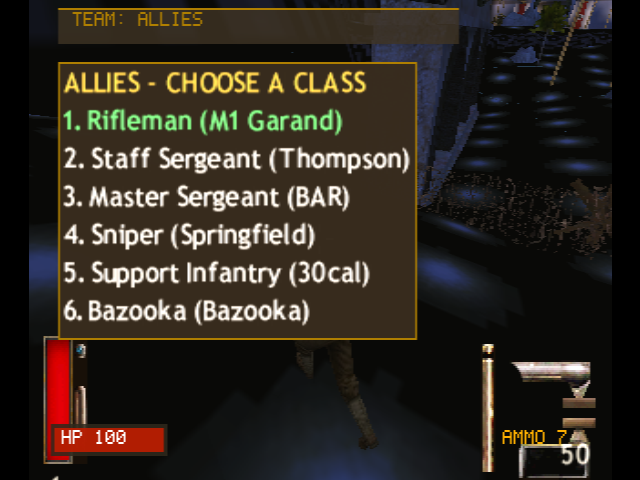 TEAM: ALLIES
ALLIES - CHOOSE A CLASS
1. Rifleman (M1 Garand)
2. Staff Sergeant (Thompson)
3. Master Sergeant (BAR)
4. Sniper (Springfield)
5. Support Infantry (30cal)
6. Bazooka (Bazooka)
HP 100
AMMO 7
50